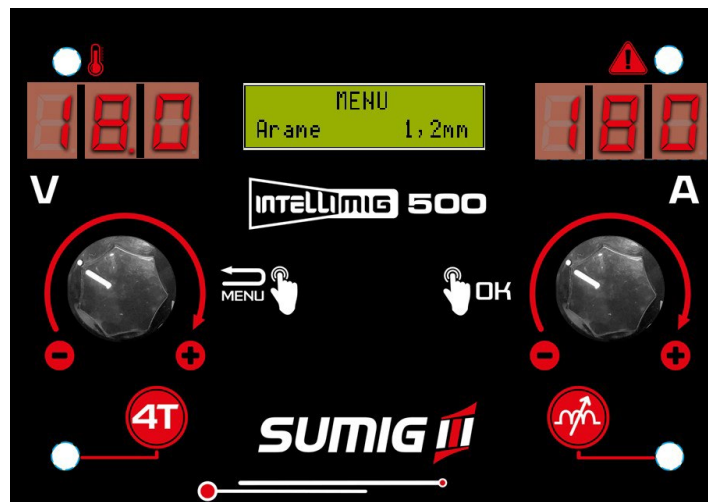 18.0
MENU
Arame 1,2mm
180
V
A
INTELLIMIG 500
MENU
OK
4T
SUMIG